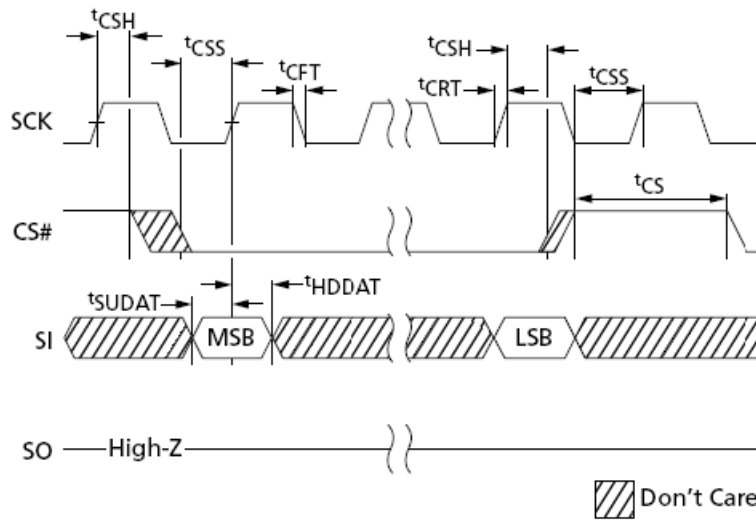 tCSH
tCSS
tCFT
tCSH
tCRT
tCSS
SCK
tCS
CS#
tSUDAT
tHDDAT
SI
MSB
LSB
SO
High-Z
Don't Care